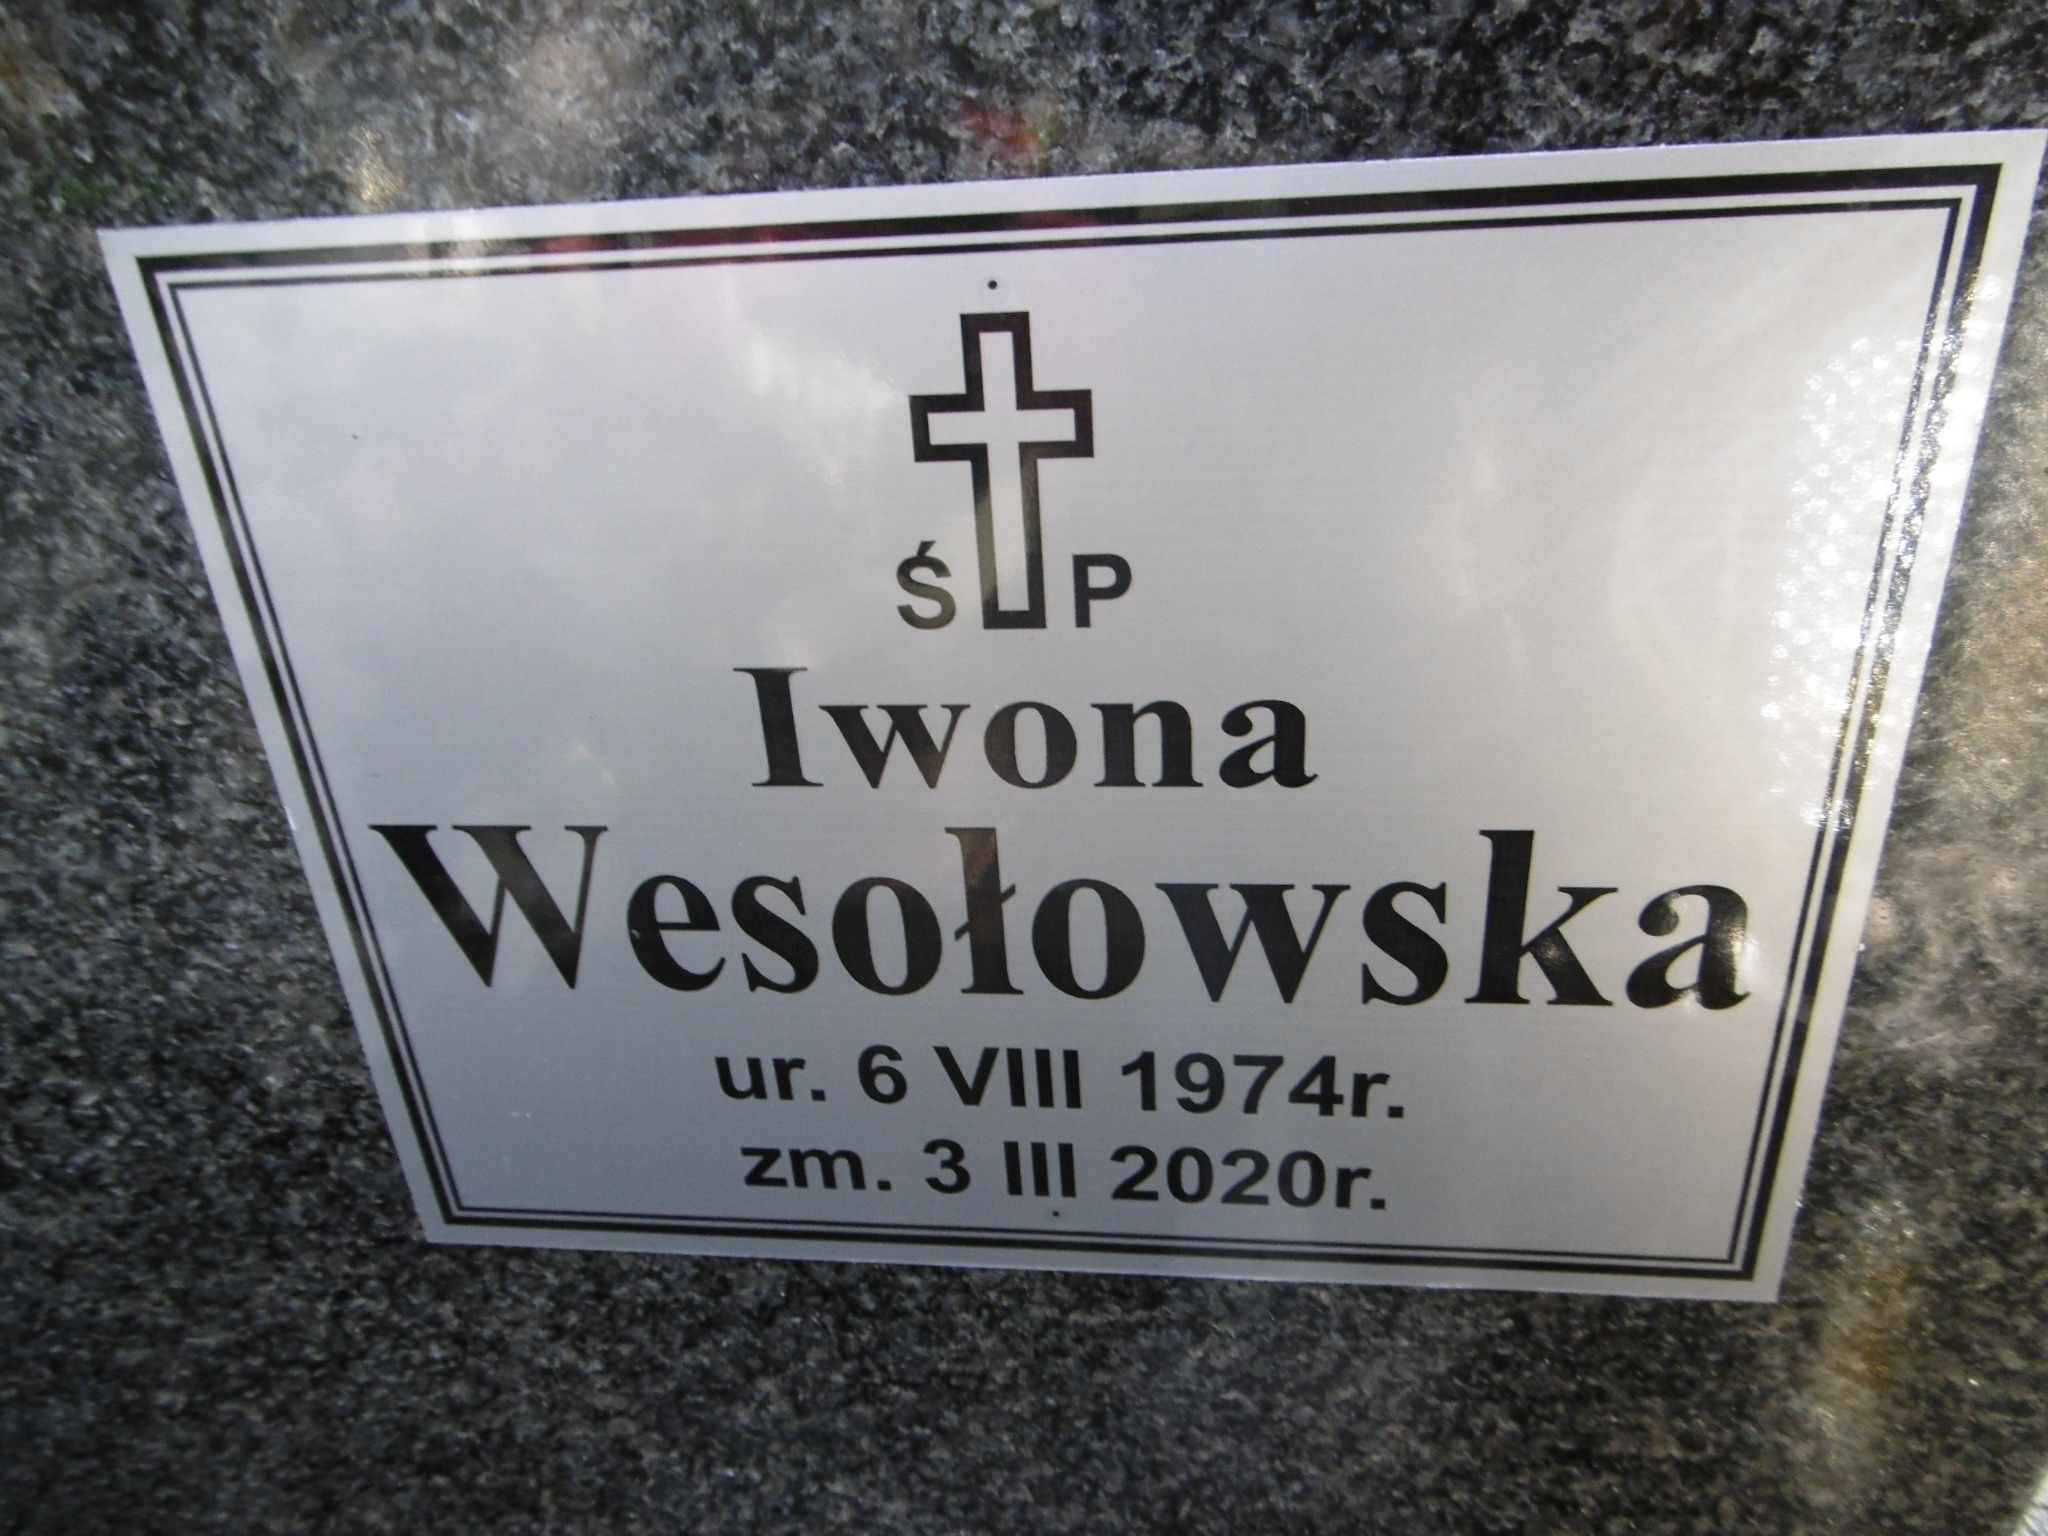 Ś P
Iwona
Wesołowska
ur. 6 VIII 1974r.
zm. 3 III 2020r.